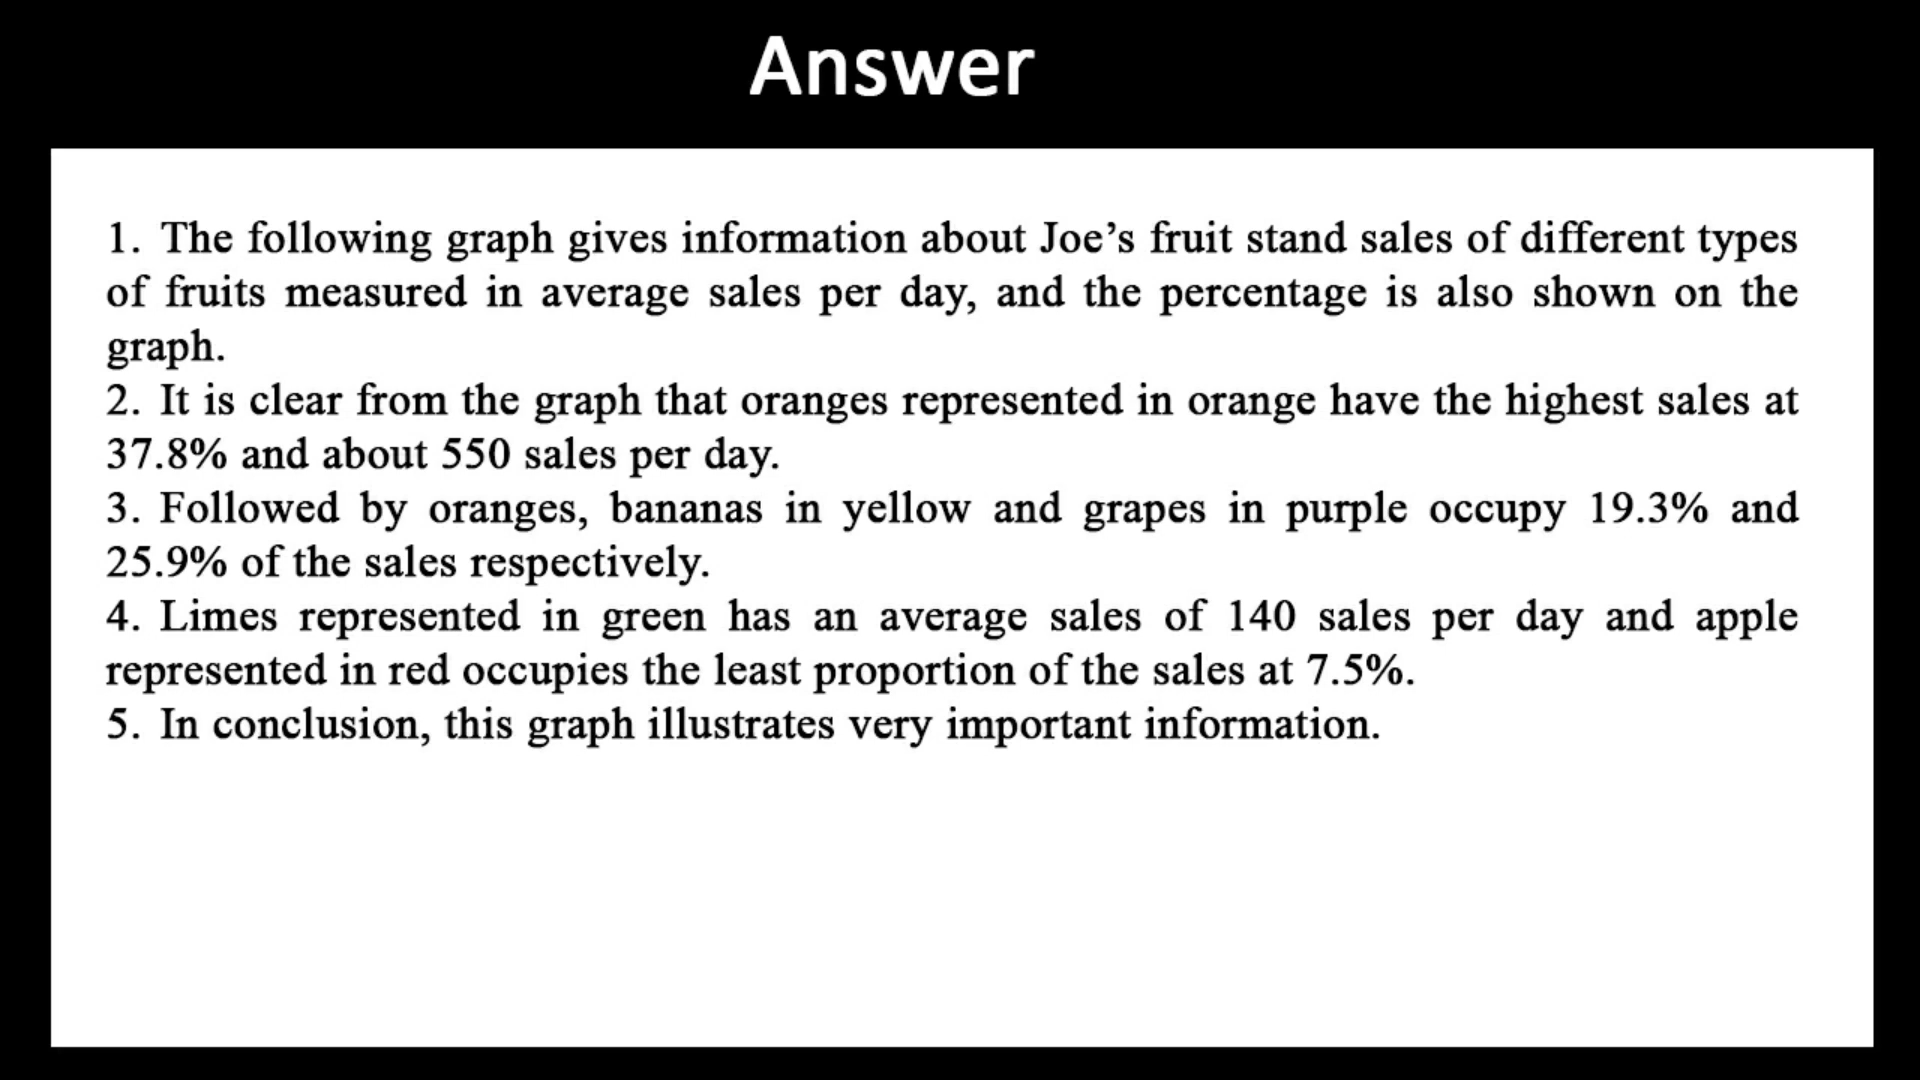 Answer
1. The following graph gives information about Joe’s fruit stand sales of different types
of fruits measured in average sales per day, and the percentage is also shown on the
graph.
2. It is clear from the graph that oranges represented in orange have the highest sales at
37.8% and about 550 sales per day.
3. Followed by oranges, bananas in yellow and grapes in purple occupy 19.3% and
25.9% of the sales respectively.
4. Limes represented in green has an average sales of 140 sales per day and apple
represented in red occupies the least proportion of the sales at 7.5%.
5. In conclusion, this graph illustrates very important information.